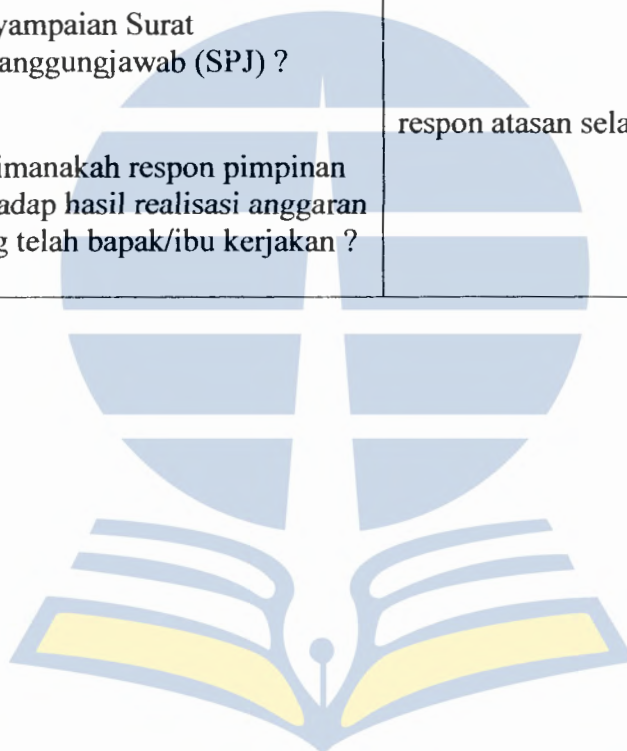 yampaian Surat
anggungjawab (SPJ) ?
respon atasan sela
imanakah respon pimpinan
adap hasil realisasi anggaran
g telah bapak/ibu kerjakan ?